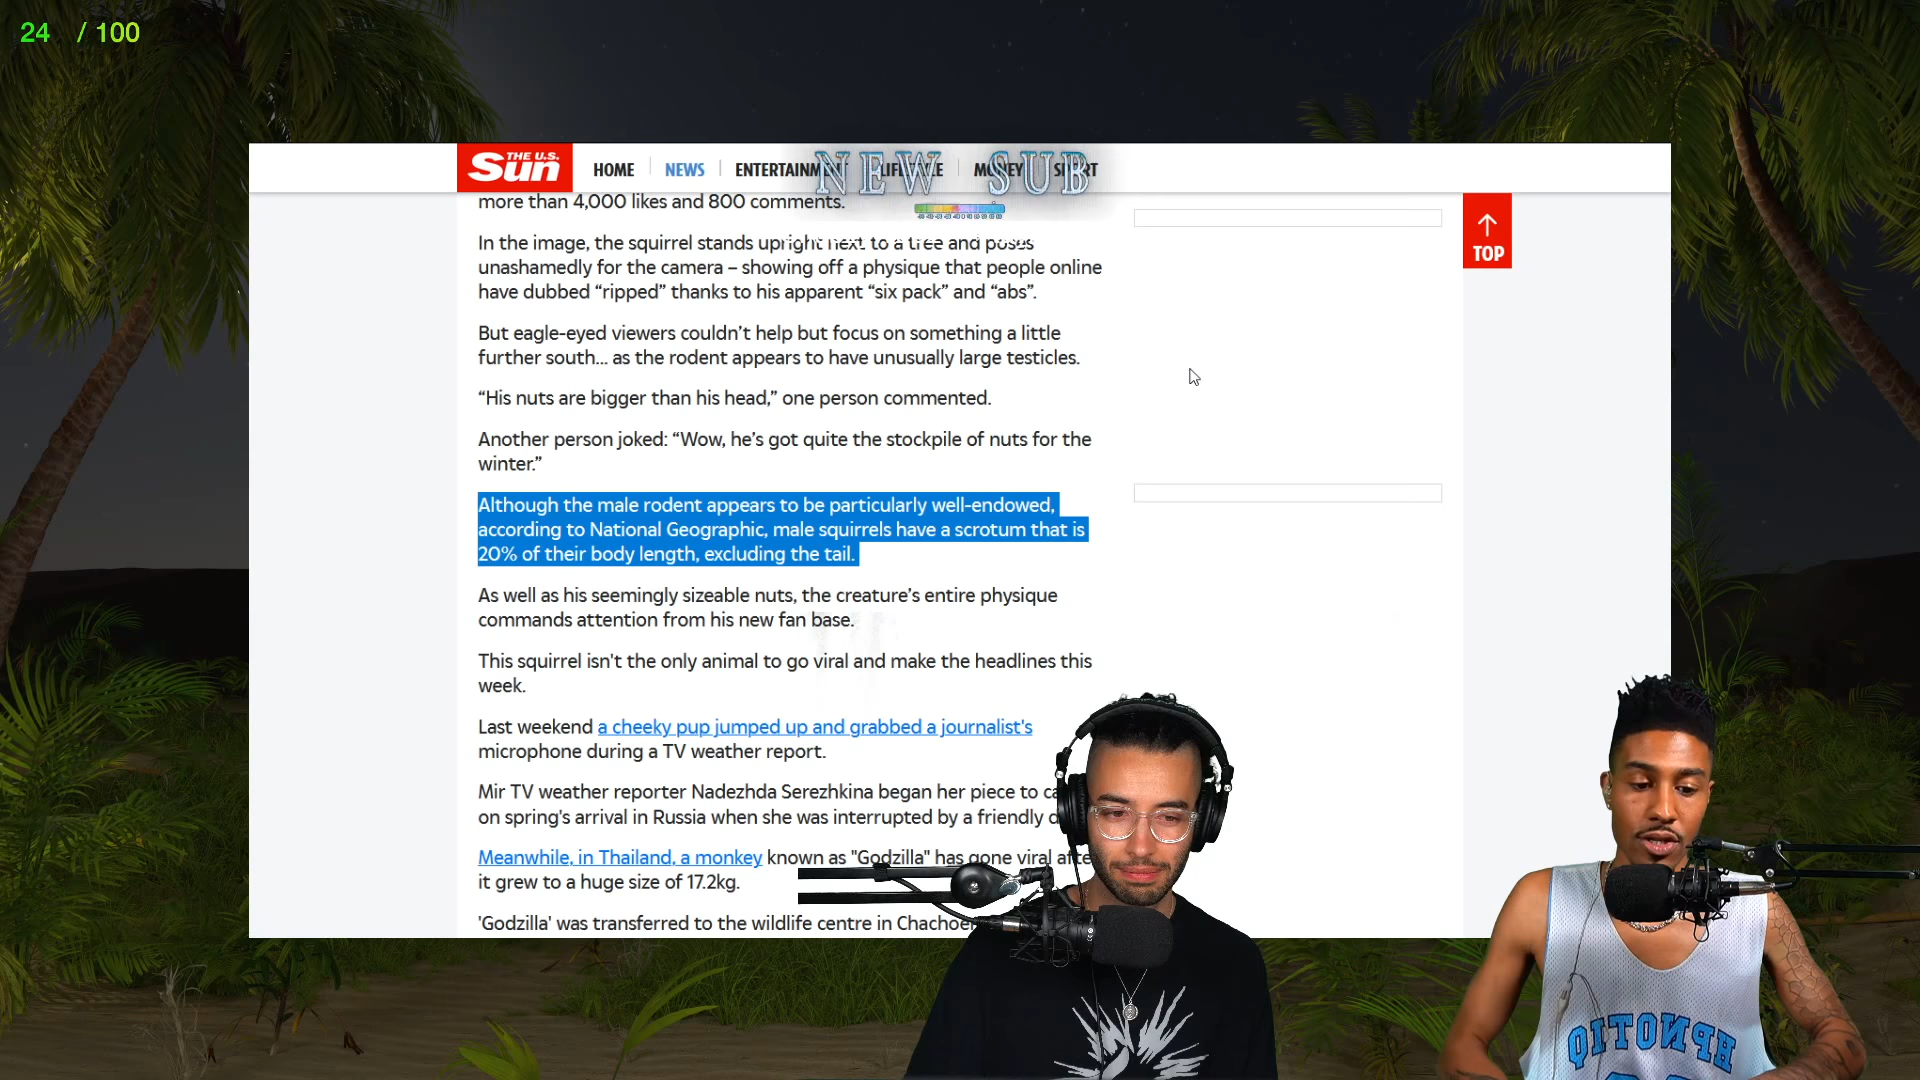 24 / 100
THE U.S.
Sun
HOME
NEWS
ENTERTAINMENT
LIFESTYLE
MONEY
SPORT
NEW SUB
more than 4,000 likes and 800 comments.
In the image, the squirrel stands upright next to a tree and poses
unashamedly for the camera – showing off a physique that people online
have dubbed “ripped” thanks to his apparent “six pack” and “abs”.
But eagle-eyed viewers couldn’t help but focus on something a little
further south... as the rodent appears to have unusually large testicles.
“His nuts are bigger than his head,” one person commented.
Another person joked: “Wow, he’s got quite the stockpile of nuts for the
winter.”
Although the male rodent appears to be particularly well-endowed,
according to National Geographic, male squirrels have a scrotum that is
20% of their body length, excluding the tail.
As well as his seemingly sizeable nuts, the creature’s entire physique
commands attention from his new fan base.
This squirrel isn't the only animal to go viral and make the headlines this
week.
Last weekend a cheeky pup jumped up and grabbed a journalist's
microphone during a TV weather report.
Mir TV weather reporter Nadezhda Serezhkina began her piece to
on spring's arrival in Russia when she was interrupted by a friendly
Meanwhile, in Thailand, a monkey known as "Godzilla" has gone viral after
it grew to a huge size of 17.2kg.
'Godzilla' was transferred to the wildlife centre in
TOP
HPNOTIQ